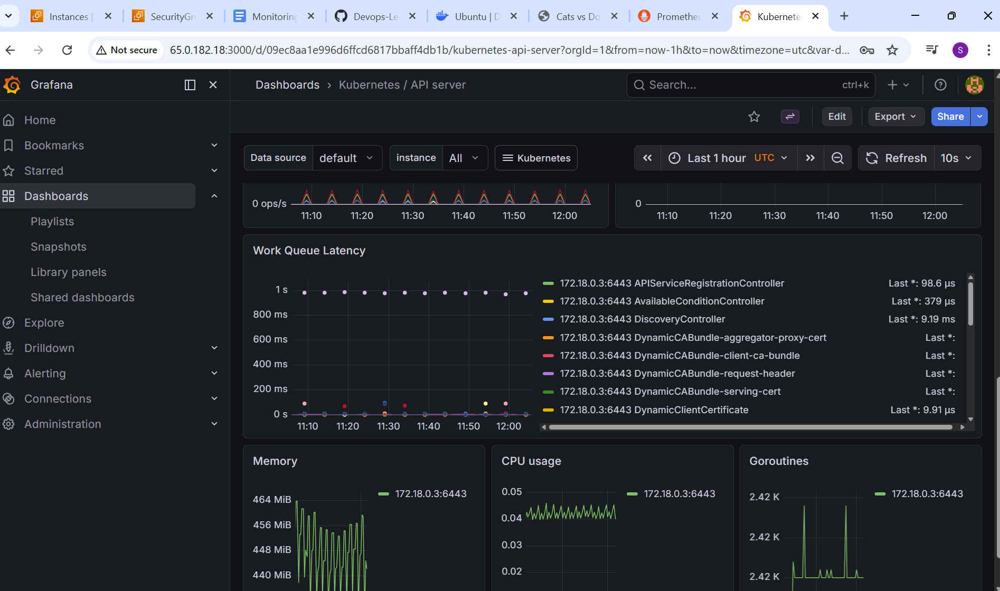 Instances |
SecurityGr
Monitoring
Devops-Le
Ubuntu | D
Cats vs Do
Prometheu
Kubernete
Not secure
65.0.182.18:3000/d/09ec8aa1e996d6ffcd6817bbaff4db1b/kubernetes-api-server?orgId=1&from=now-1h&to=now&timezone=utc&var-d...
S
Grafana
Dashboards › Kubernetes / API server
Search...
ctrl+k
Home
Bookmarks
Starred
Dashboards
Playlists
Snapshots
Library panels
Shared dashboards
Explore
Drilldown
Alerting
Connections
Administration
Edit
Export
Share
Data source
default
instance
All
Kubernetes
Last 1 hour UTC
Refresh
10s
0 ops/s
11:10 11:20 11:30 11:40 11:50 12:00
0
11:10 11:20 11:30 11:40 11:50 12:00
Work Queue Latency
1 s
800 ms
600 ms
400 ms
200 ms
0 s
11:10 11:20 11:30 11:40 11:50 12:00
172.18.0.3:6443 APIServiceRegistrationController Last *: 98.6 µs
172.18.0.3:6443 AvailableConditionController Last *: 379 µs
172.18.0.3:6443 DiscoveryController Last *: 9.19 ms
172.18.0.3:6443 DynamicCABundle-aggregator-proxy-cert Last *:
172.18.0.3:6443 DynamicCABundle-client-ca-bundle Last *:
172.18.0.3:6443 DynamicCABundle-request-header Last *:
172.18.0.3:6443 DynamicCABundle-serving-cert Last *:
172.18.0.3:6443 DynamicClientCertificate Last *: 9.91 µs
Memory
464 MiB
456 MiB
448 MiB
440 MiB
172.18.0.3:6443
CPU usage
0.05
0.04
0.03
0.02
172.18.0.3:6443
Goroutines
2.42 K
2.42 K
2.42 K
172.18.0.3:6443